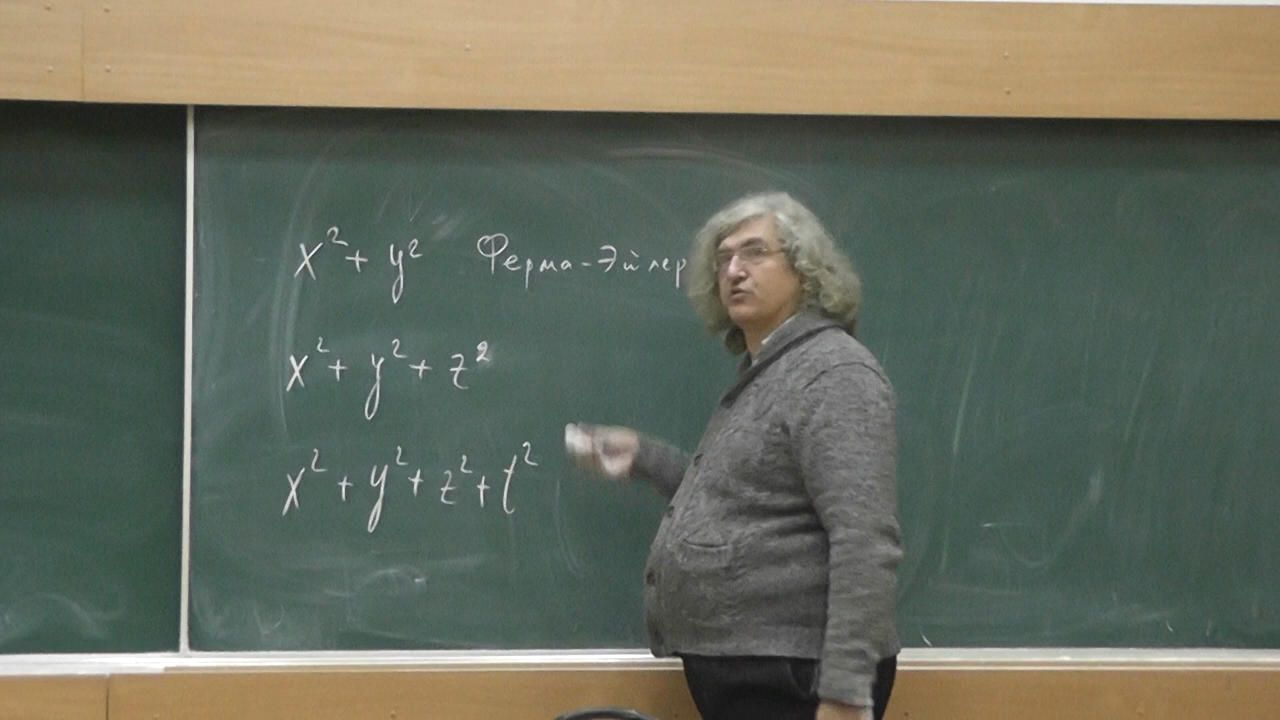 x² + y² Ферма-Эйлер
x² + y² + z²
x² + y² + z² + t²